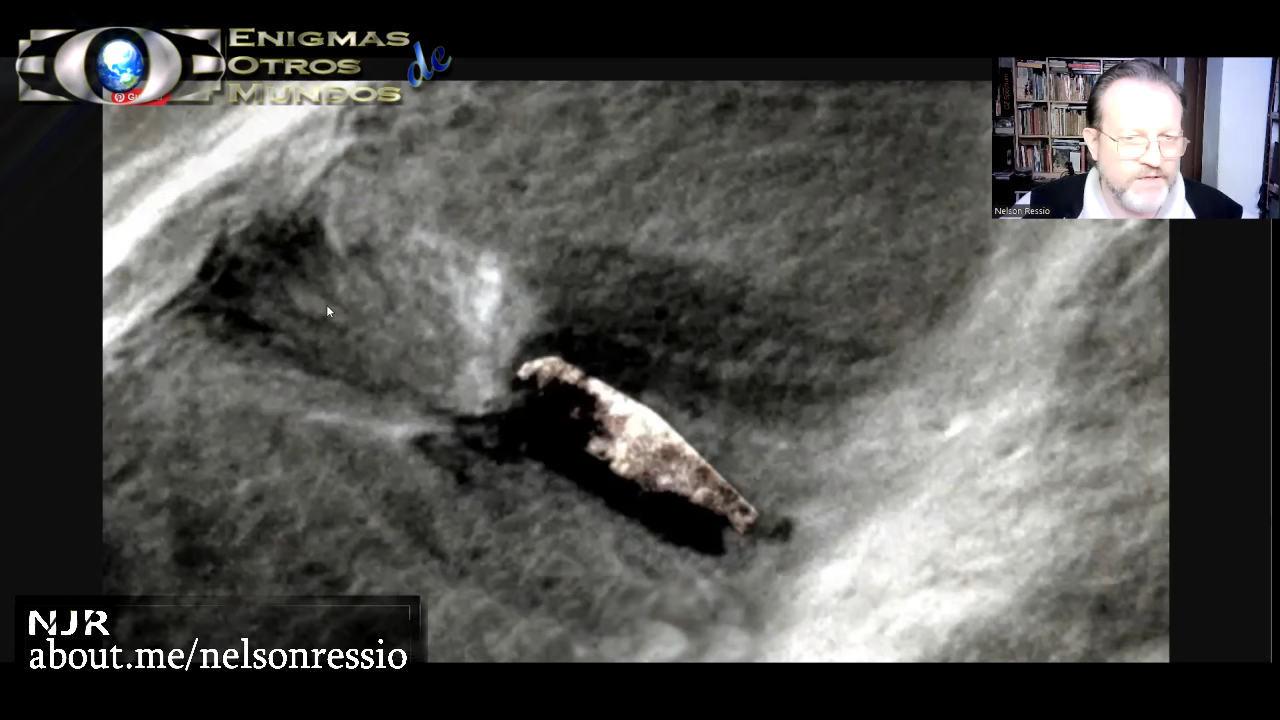 ENIGMAS
OTROS de
MUNDOS
Nelson Ressio
NJR
about.me/nelsonressio